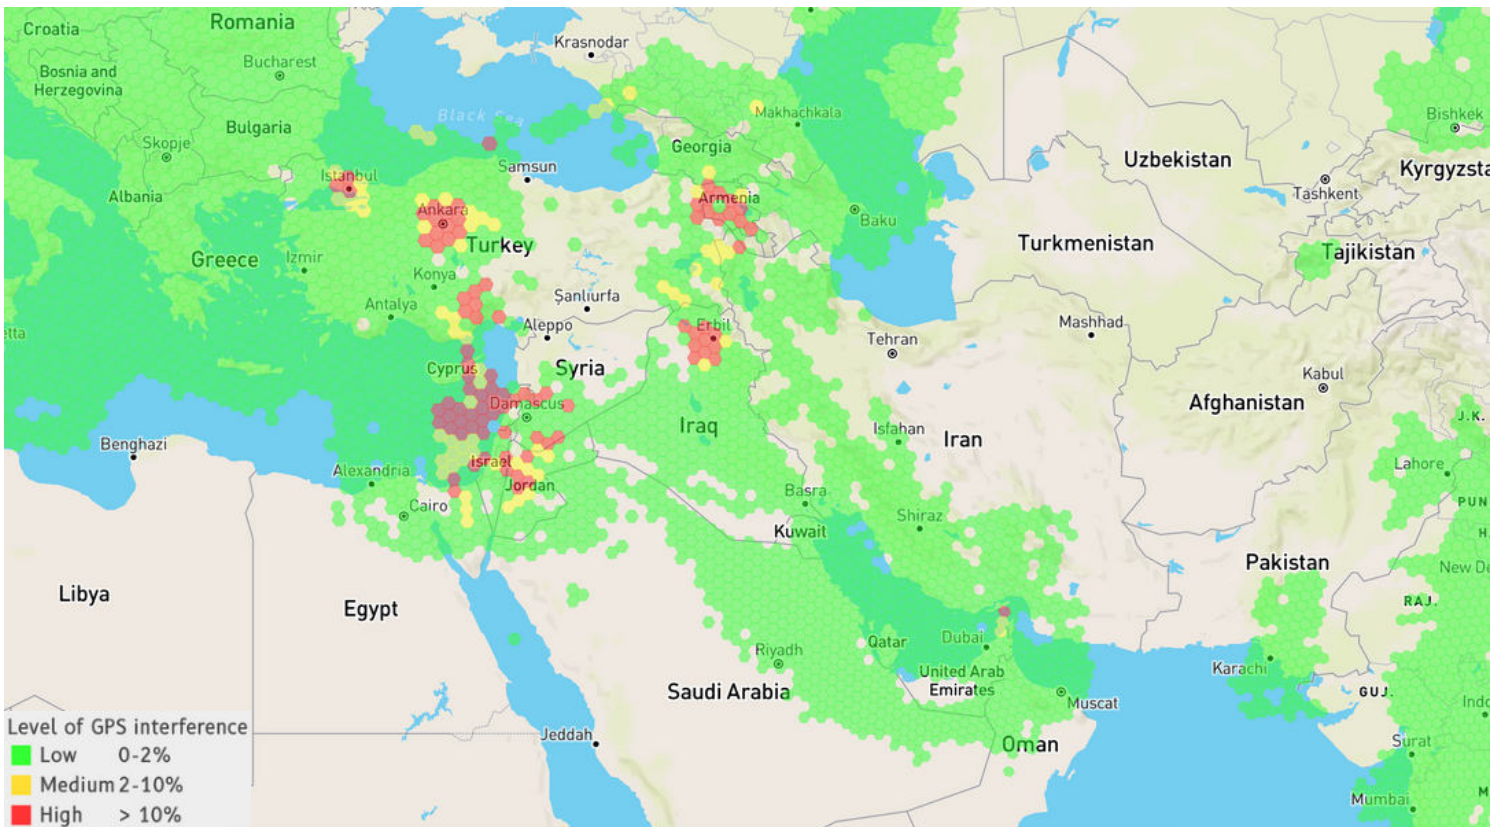 Romania
Croatia
Krasnodar
Bucharest
Bosnia and
Herzegovina
Black Sea
Makhachkala
Bishkek
Bulgaria
Skopje
Georgia
Uzbekistan
Kyrgyzsta
Samsun
Istanbul
Tashkent
Albania
Armenia
Ankara
Baku
Turkey
Turkmenistan
Tajikistan
Greece
Izmir
Konya
Antalya
Şanlıurfa
Aleppo
Erbil
Mashhad
Tehran
etta
Cyprus
Syria
Kabul
Damascus
Afghanistan
J.K.
Iraq
Isfahan
Iran
Benghazi
Israel
Alexandria
Jordan
Lahore
Basra
PUN
Cairo
Shiraz
Kuwait
H.
Pakistan
New De
Libya
Egypt
RAJ.
Qatar
Dubai
Riyadh
Karachi
United Arab
Emirates
Saudi Arabia
GUJ.
Muscat
Indo
Jeddah
Oman
Surat
M
Mumbai
Level of GPS interference
Low 0-2%
Medium 2-10%
High > 10%